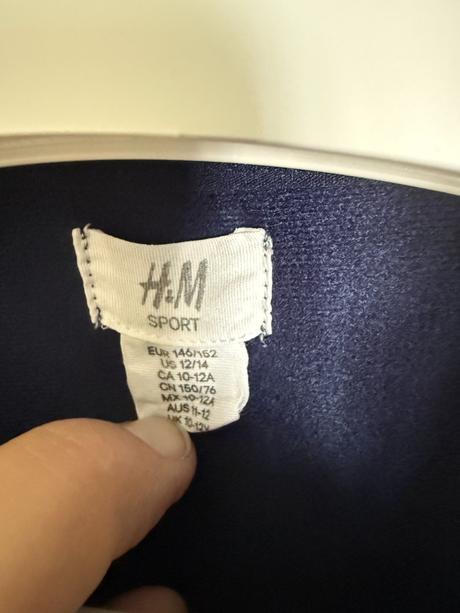 H&M
SPORT
EUR 146/152
US 12/14
CA 10-12A
CN 150/76
MX 10-12A
AUS 11-12
UK 10-12Y